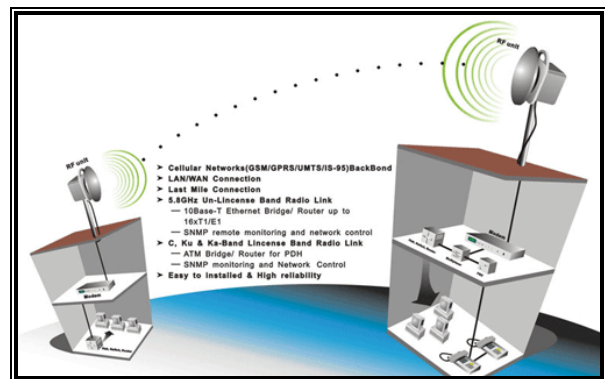 RF unit
RF unit
➢ Cellular Networks(GSM/GPRS/UMTS/IS-95)BackBond
➢ LAN/WAN Connection
➢ Last Mile Connection
➢ 5.8GHz Un-Lincense Band Radio Link
— 10Base-T Ethernet Bridge/ Router up to
16xT1/E1
— SNMP remote monitoring and network control
➢ C, Ku & Ka-Band Lincense Band Radio Link
— ATM Bridge/ Router for PDH
— SNMP monitoring and Network Control
➢ Easy to installed & High reliability
Modem
Modem